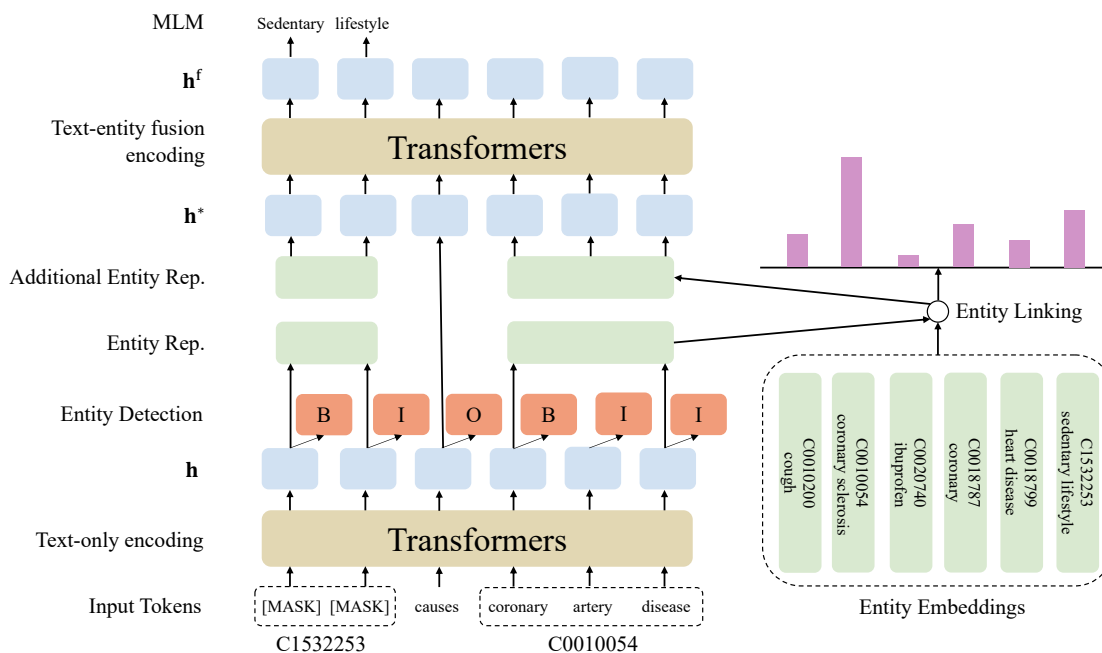 MLM
Sedentary lifestyle
h^f
Text-entity fusion
encoding
Transformers
h*
Additional Entity Rep.
Entity Linking
Entity Rep.
Entity Detection
B I O B I I
h
Text-only encoding
Transformers
Input Tokens
[MASK] [MASK] causes coronary artery disease
C1532253 C0010054
C0010200
cough
C0010054
coronary sclerosis
C0020740
ibuprofen
C0018787
coronary
C0018799
heart disease
C1532253
sedentary lifestyle
Entity Embeddings